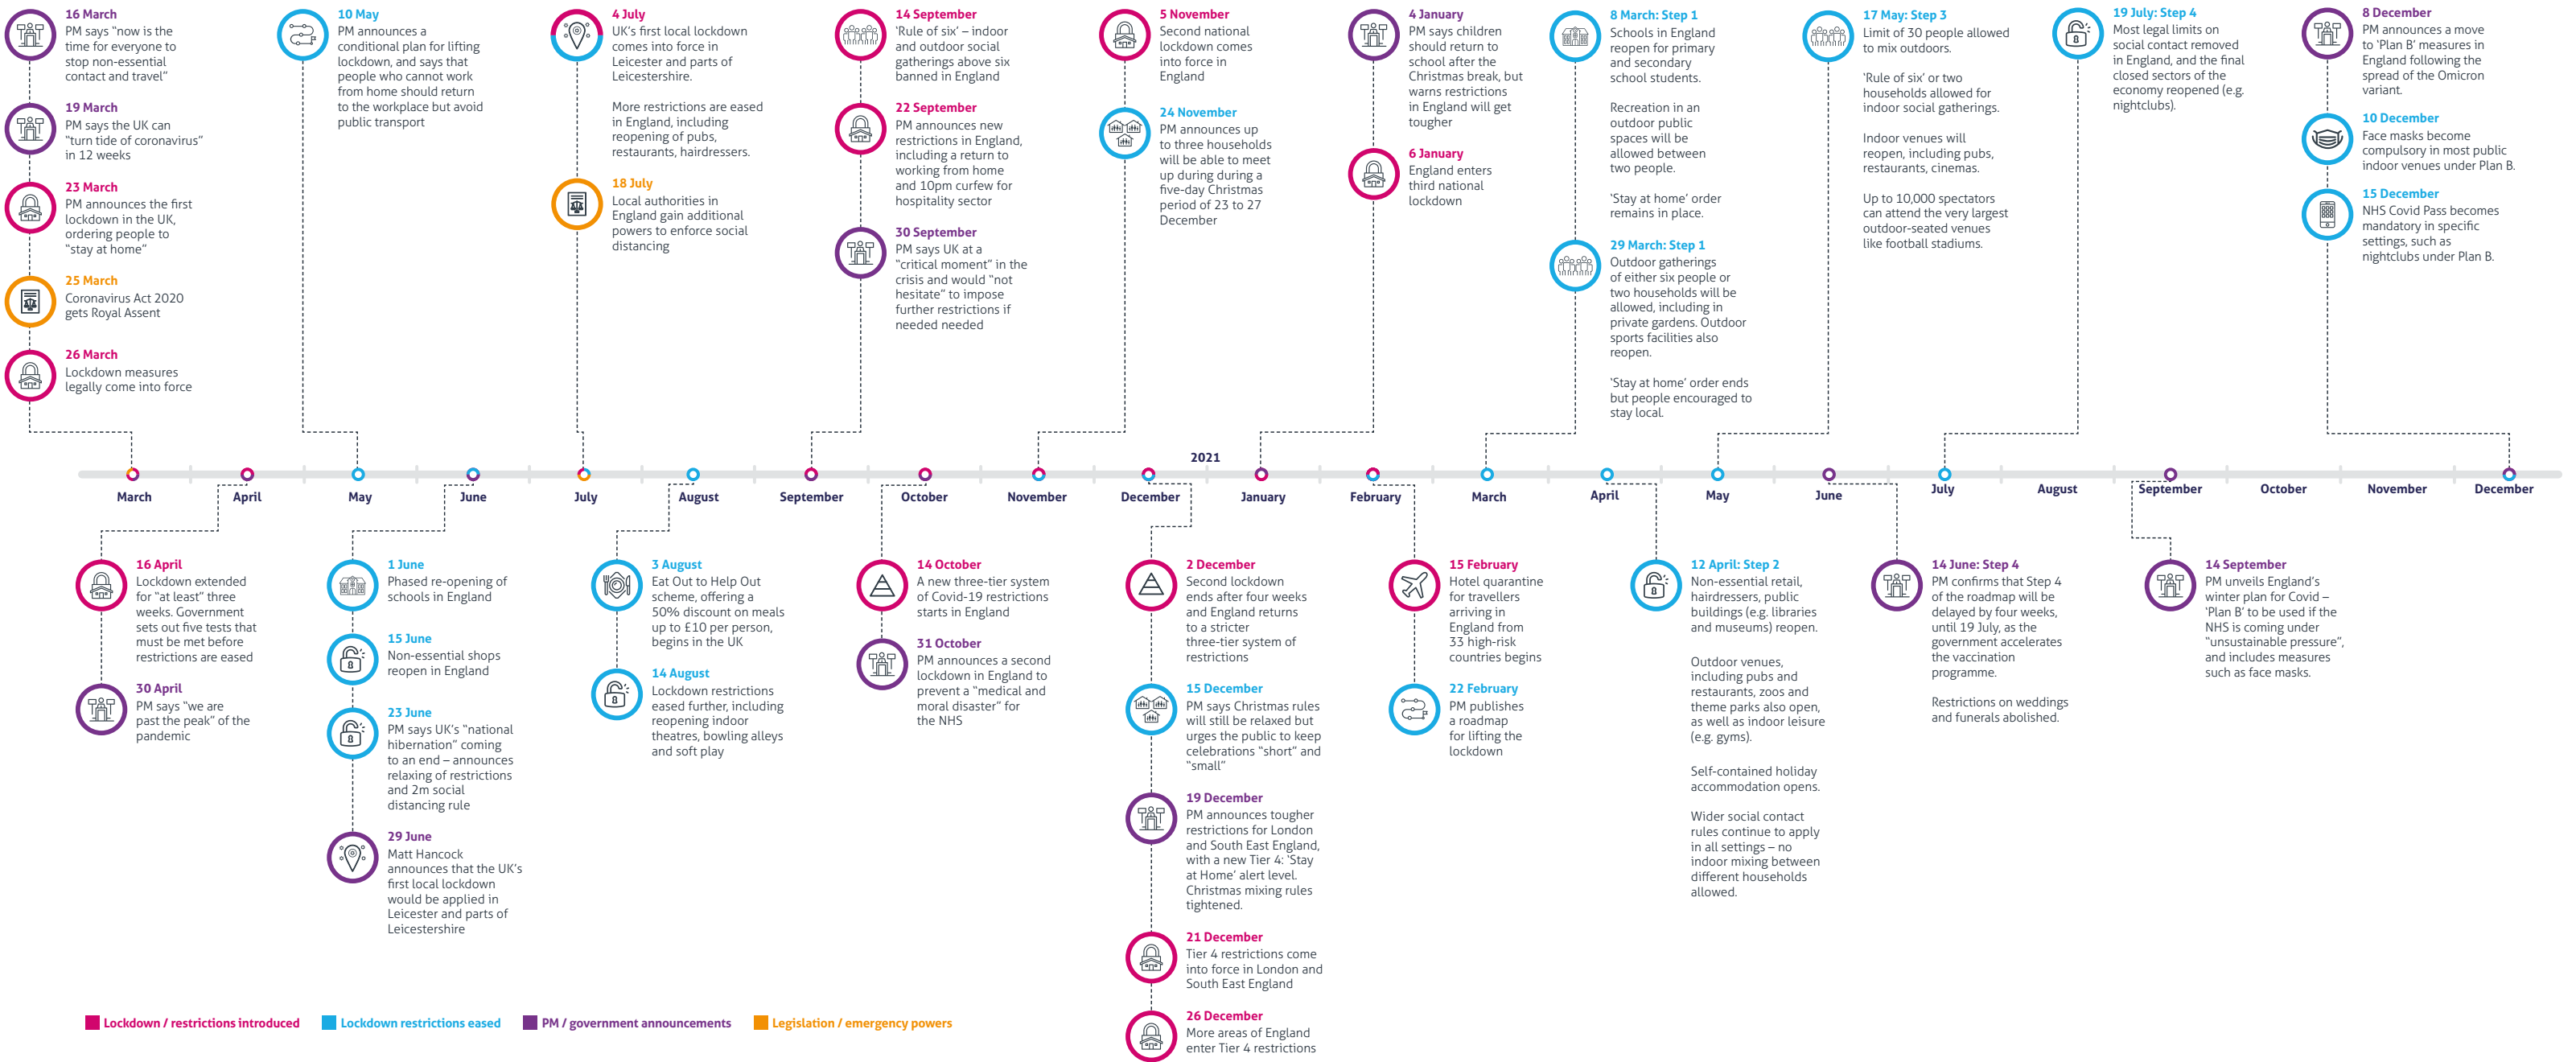 16 March
PM says “now is the
time for everyone to
stop non-essential
contact and travel”
19 March
PM says the UK can
“turn tide of coronavirus”
in 12 weeks
23 March
PM announces the first
lockdown in the UK,
ordering people to
“stay at home”
25 March
Coronavirus Act 2020
gets Royal Assent
26 March
Lockdown measures
legally come into force
10 May
PM announces a
conditional plan for lifting
lockdown, and says that
people who cannot work
from home should return
to the workplace but avoid
public transport
4 July
UK’s first local lockdown
comes into force in
Leicester and parts of
Leicestershire.
More restrictions are eased
in England, including
reopening of pubs,
restaurants, hairdressers.
18 July
Local authorities in
England gain additional
powers to enforce social
distancing
14 September
‘Rule of six’ – indoor
and outdoor social
gatherings above six
banned in England
22 September
PM announces new
restrictions in England,
including a return to
working from home
and 10pm curfew for
hospitality sector
30 September
PM says UK at a
“critical moment” in the
crisis and would “not
hesitate” to impose
further restrictions if
needed needed
5 November
Second national
lockdown comes
into force in
England
24 November
PM announces up
to three households
will be able to meet
up during during a
five-day Christmas
period of 23 to 27
December
4 January
PM says children
should return to
school after the
Christmas break, but
warns restrictions
in England will get
tougher
6 January
England enters
third national
lockdown
8 March: Step 1
Schools in England
reopen for primary
and secondary
school students.
Recreation in an
outdoor public
spaces will be
allowed between
two people.
‘Stay at home’ order
remains in place.
29 March: Step 1
Outdoor gatherings
of either six people or
two households will be
allowed, including in
private gardens. Outdoor
sports facilities also
reopen.
‘Stay at home’ order ends
but people encouraged to
stay local.
17 May: Step 3
Limit of 30 people allowed
to mix outdoors.
‘Rule of six’ or two
households allowed for
indoor social gatherings.
Indoor venues will
reopen, including pubs,
restaurants, cinemas.
Up to 10,000 spectators
can attend the very largest
outdoor-seated venues
like football stadiums.
19 July: Step 4
Most legal limits on
social contact removed
in England, and the final
closed sectors of the
economy reopened (e.g.
nightclubs).
8 December
PM announces a move
to ‘Plan B’ measures in
England following the
spread of the Omicron
variant.
10 December
Face masks become
compulsory in most public
indoor venues under Plan B.
15 December
NHS Covid Pass becomes
mandatory in specific
settings, such as
nightclubs under Plan B.
2021
March
April
May
June
July
August
September
October
November
December
January
February
March
April
May
June
July
August
September
October
November
December
16 April
Lockdown extended
for “at least” three
weeks. Government
sets out five tests that
must be met before
restrictions are eased
30 April
PM says “we are
past the peak” of the
pandemic
1 June
Phased re-opening of
schools in England
15 June
Non-essential shops
reopen in England
23 June
PM says UK’s “national
hibernation” coming
to an end – announces
relaxing of restrictions
and 2m social
distancing rule
29 June
Matt Hancock
announces that the UK’s
first local lockdown
would be applied in
Leicester and parts of
Leicestershire
3 August
Eat Out to Help Out
scheme, offering a
50% discount on meals
up to £10 per person,
begins in the UK
14 August
Lockdown restrictions
eased further, including
reopening indoor
theatres, bowling alleys
and soft play
14 October
A new three-tier system
of Covid-19 restrictions
starts in England
31 October
PM announces a second
lockdown in England to
prevent a “medical and
moral disaster” for
the NHS
2 December
Second lockdown
ends after four weeks
and England returns
to a stricter
three-tier system of
restrictions
15 December
PM says Christmas rules
will still be relaxed but
urges the public to keep
celebrations “short” and
“small”
19 December
PM announces tougher
restrictions for London
and South East England,
with a new Tier 4: ‘Stay
at Home’ alert level.
Christmas mixing rules
tightened.
21 December
Tier 4 restrictions come
into force in London and
South East England
26 December
More areas of England
enter Tier 4 restrictions
15 February
Hotel quarantine
for travellers
arriving in
England from
33 high-risk
countries begins
22 February
PM publishes
a roadmap
for lifting the
lockdown
12 April: Step 2
Non-essential retail,
hairdressers, public
buildings (e.g. libraries
and museums) reopen.
Outdoor venues,
including pubs and
restaurants, zoos and
theme parks also open,
as well as indoor leisure
(e.g. gyms).
Self-contained holiday
accommodation opens.
Wider social contact
rules continue to apply
in all settings – no
indoor mixing between
different households
allowed.
14 June: Step 4
PM confirms that Step 4
of the roadmap will be
delayed by four weeks,
until 19 July, as the
government accelerates
the vaccination
programme.
Restrictions on weddings
and funerals abolished.
14 September
PM unveils England’s
winter plan for Covid –
‘Plan B’ to be used if the
NHS is coming under
“unsustainable pressure”,
and includes measures
such as face masks.
Lockdown / restrictions introduced
Lockdown restrictions eased
PM / government announcements
Legislation / emergency powers